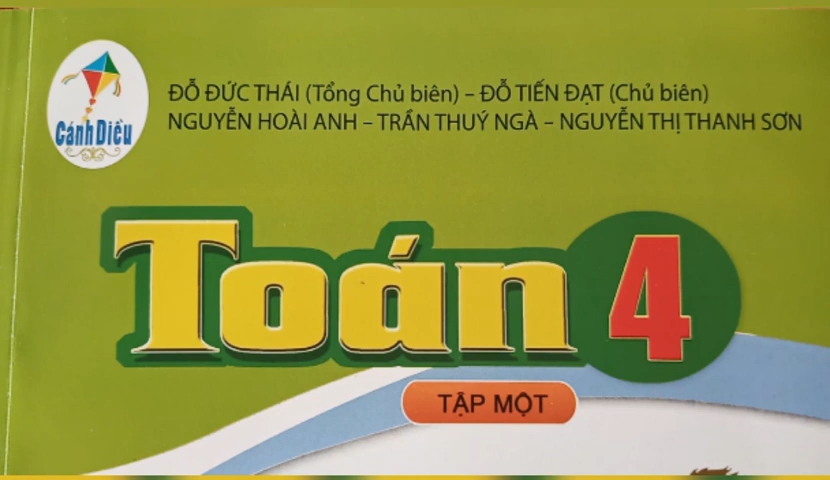 ĐỖ ĐỨC THÁI (Tổng Chủ biên) – ĐỖ TIẾN ĐẠT (Chủ biên)
NGUYỄN HOÀI ANH – TRẦN THUÝ NGÀ – NGUYỄN THỊ THANH SƠN
Cánh Diều
Toán 4
TẬP MỘT